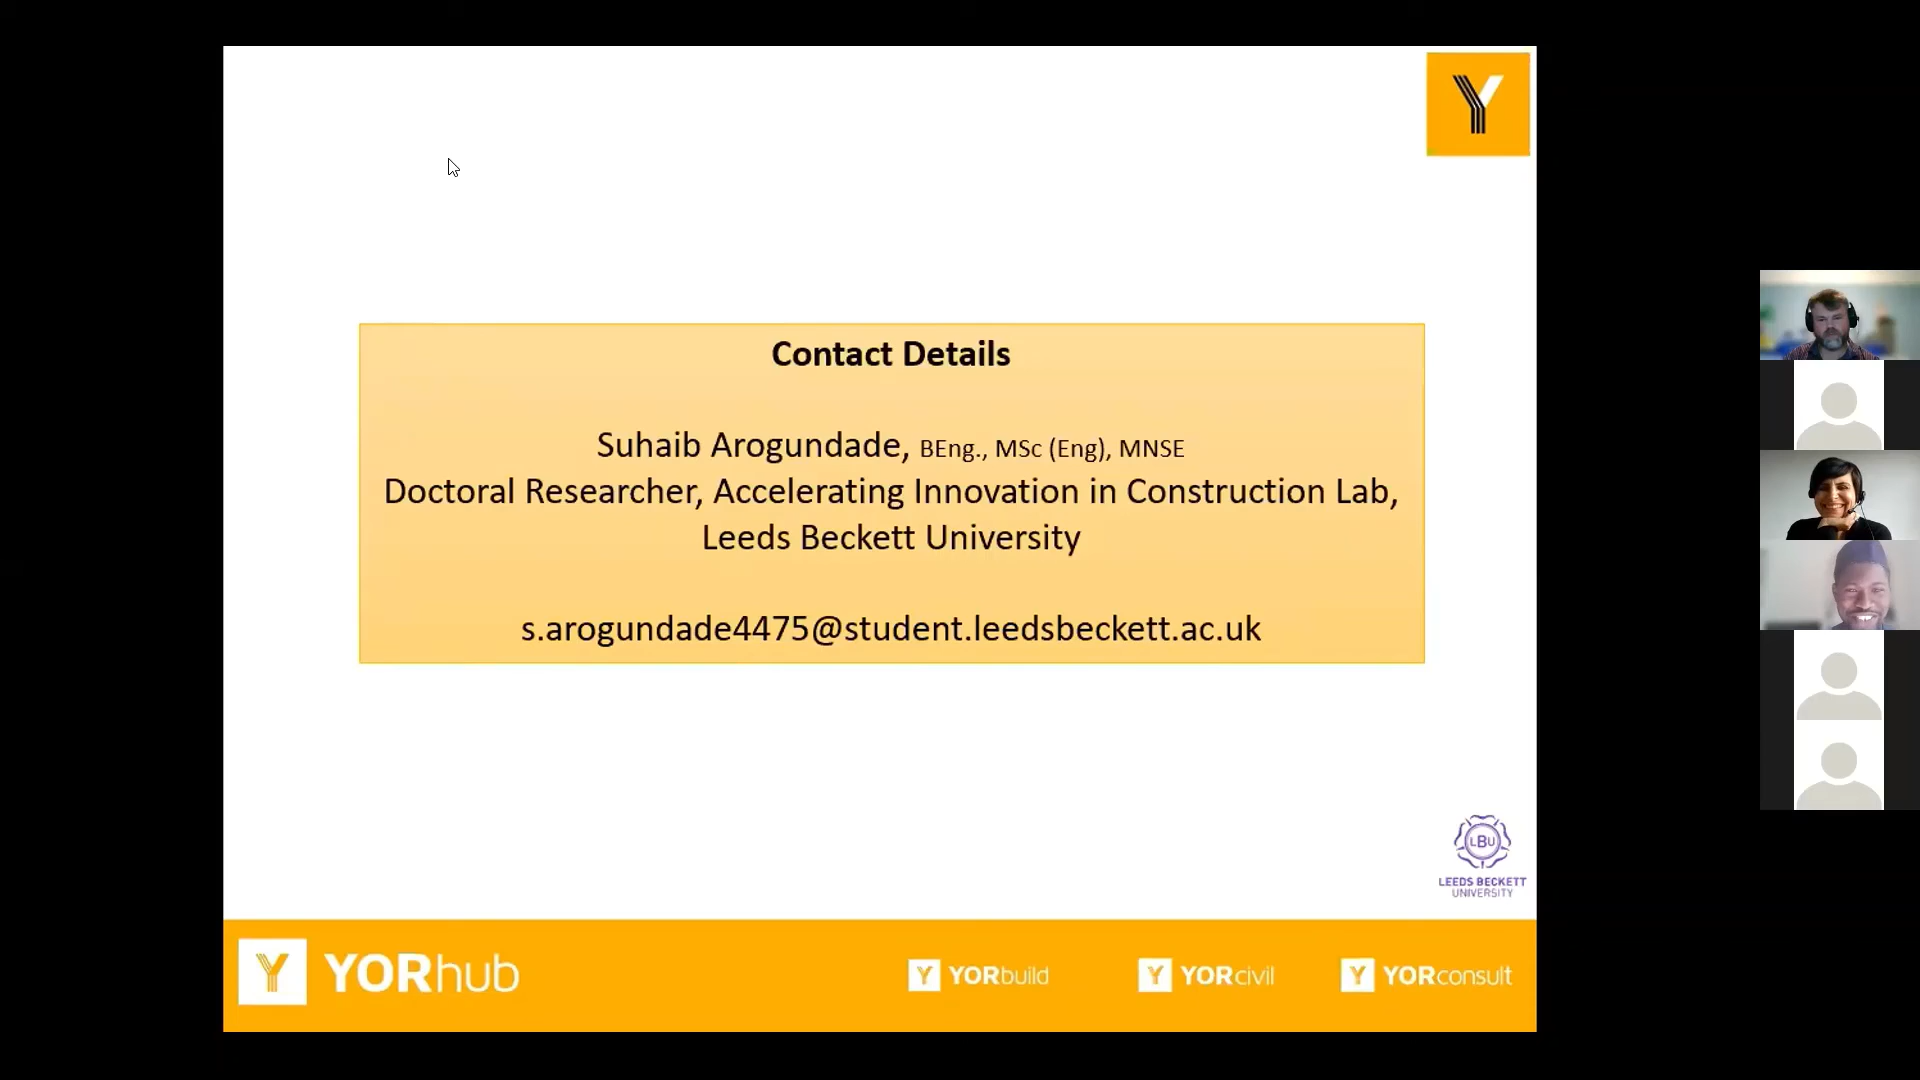 Y
Contact Details
Suhaib Arogundade, BEng., MSc (Eng), MNSE
Doctoral Researcher, Accelerating Innovation in Construction Lab,
Leeds Beckett University
s.arogundade4475@student.leedsbeckett.ac.uk
LBU
LEEDS BECKETT
UNIVERSITY
Y YORhub
Y YORbuild
Y YORcivil
Y YORconsult